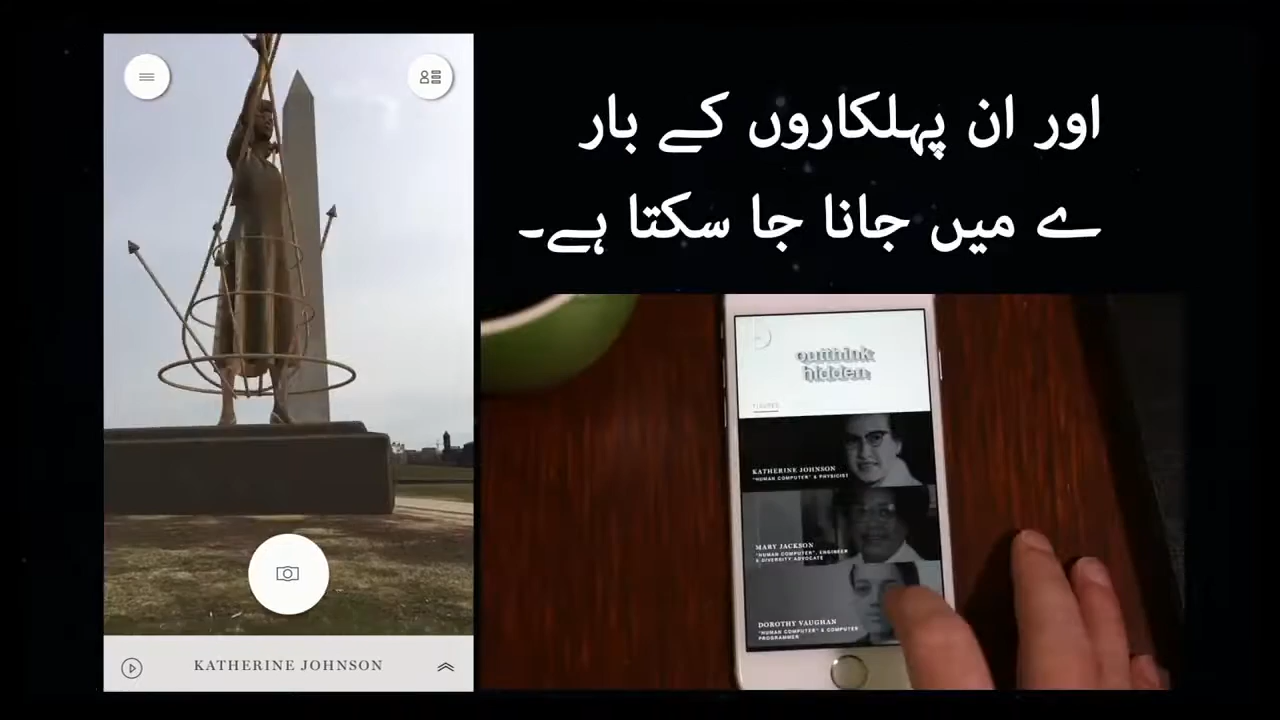 اور ان پہلکاروں کے بار
ے میں جانا جا سکتا ہے۔
outthink
hidden
KATHERINE JOHNSON
"HUMAN COMPUTER" & PHYSICIST
MARY JACKSON
"HUMAN COMPUTER", ENGINEER
& DIVERSITY ADVOCATE
DOROTHY VAUGHAN
"HUMAN COMPUTER" & COMPUTER
PROGRAMMER
KATHERINE JOHNSON